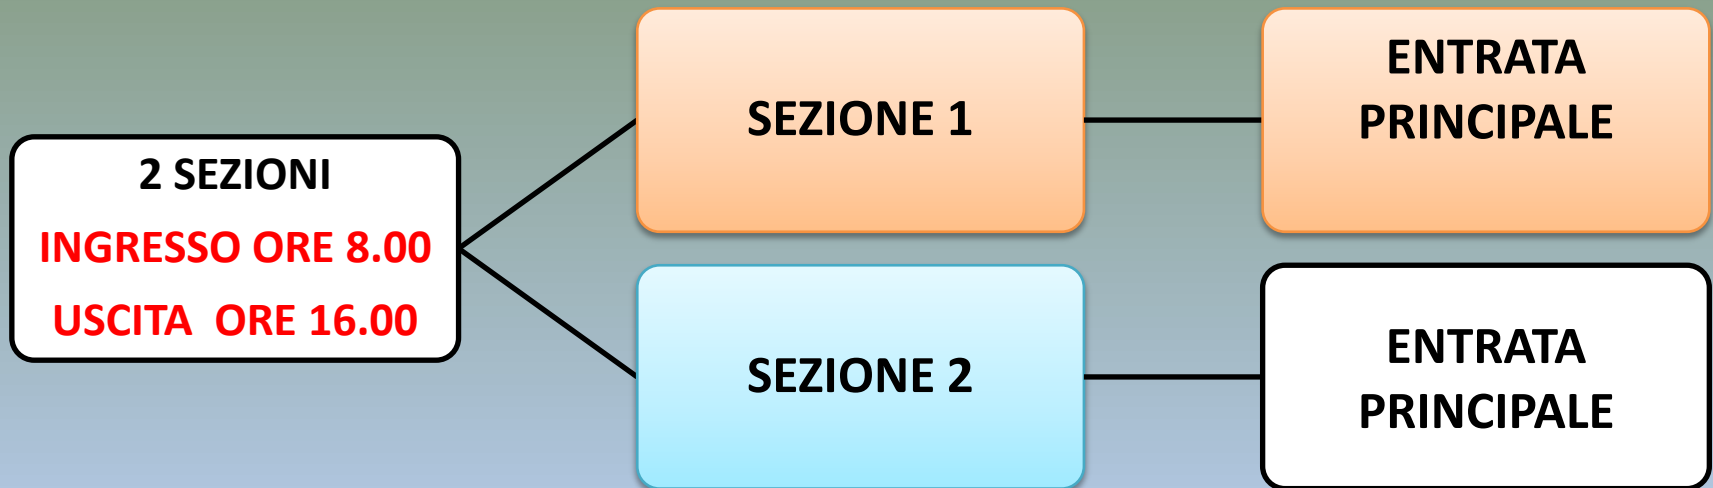 2 SEZIONI
INGRESSO ORE 8.00
USCITA  ORE 16.00
SEZIONE 1
ENTRATA
PRINCIPALE
SEZIONE 2
ENTRATA
PRINCIPALE